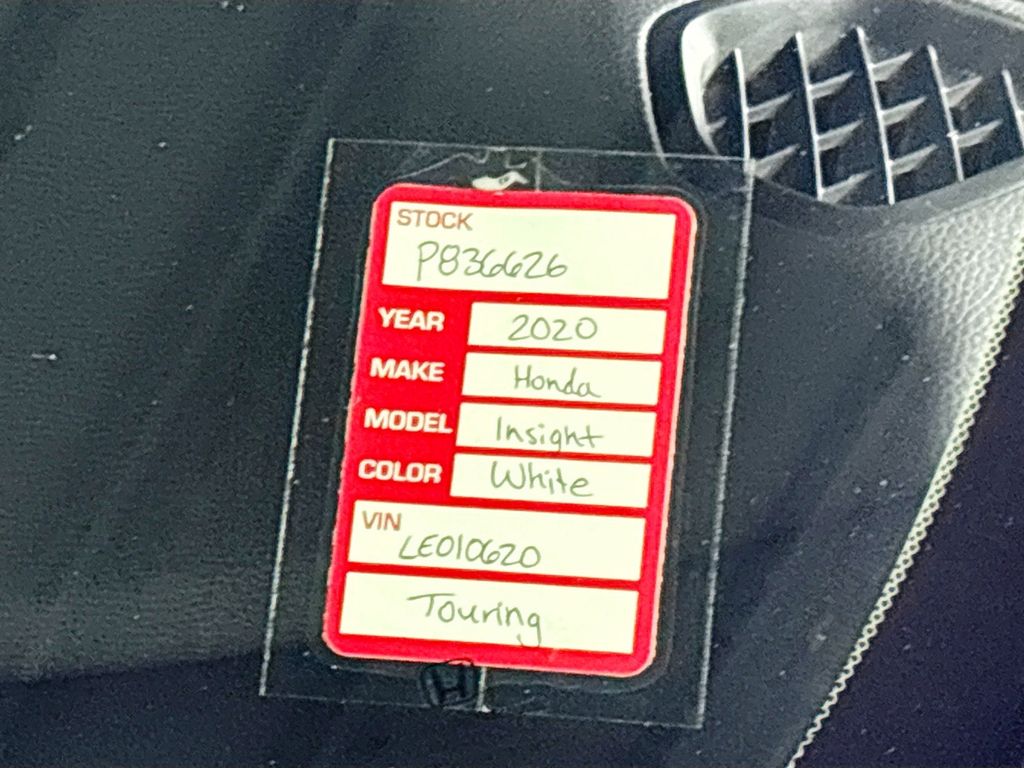 STOCK
P836626
YEAR 2020
MAKE Honda
MODEL Insight
COLOR White
VIN
LE010620
Touring
H